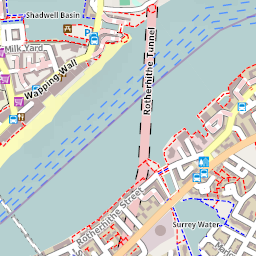 Shadwell Basin
Milk Yard
Wapping Wall
Rotherhithe Tunnel
Rotherhithe Street
Surrey Water